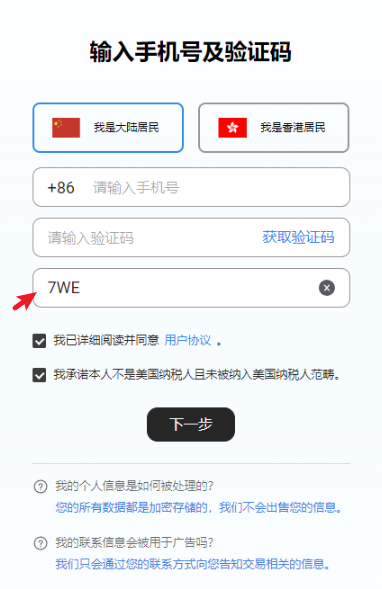 输入手机号及验证码
我是大陆居民 我是香港居民
+86 请输入手机号
请输入验证码 获取验证码
7WE
我已详细阅读并同意 用户协议 。
我承诺本人不是美国纳税人且未被纳入美国纳税人范畴。
下一步
我的个人信息是如何被处理的?
您的所有数据都是加密存储的，我们不会出售您的信息。
我的联系信息会被用于广告吗?
我们只会通过您的联系方式向您告知交易相关的信息。